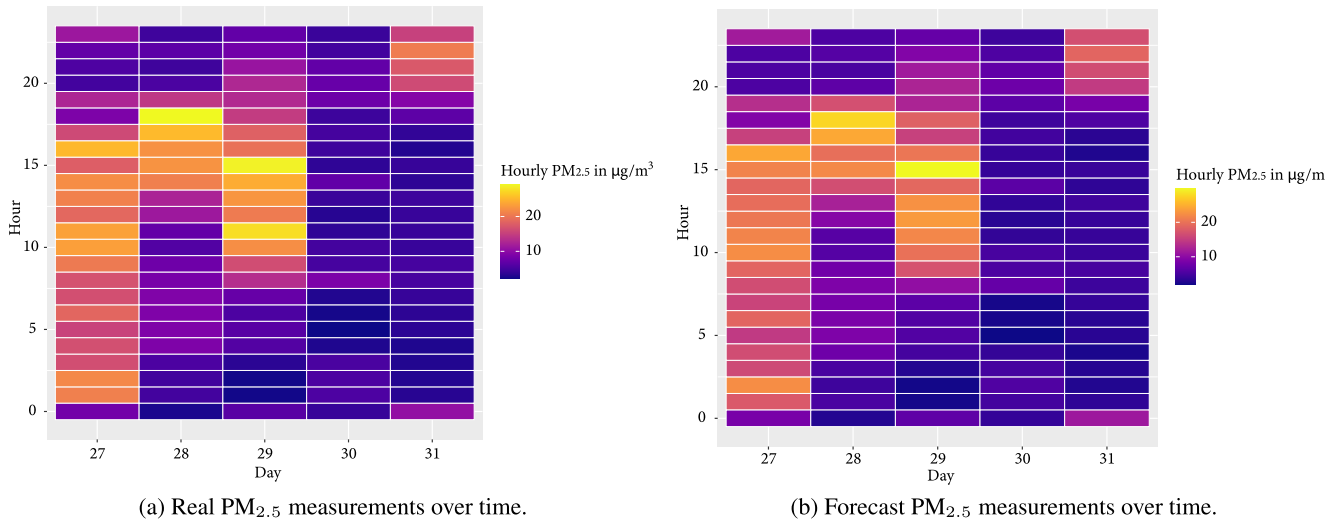 20
15
10
5
0
Hour
27 28 29 30 31
Day
Hourly PM2.5 in µg/m³
20
10
(a) Real PM2.5 measurements over time.
20
15
10
5
0
Hour
27 28 29 30 31
Day
Hourly PM2.5 in µg/m
20
10
(b) Forecast PM2.5 measurements over time.